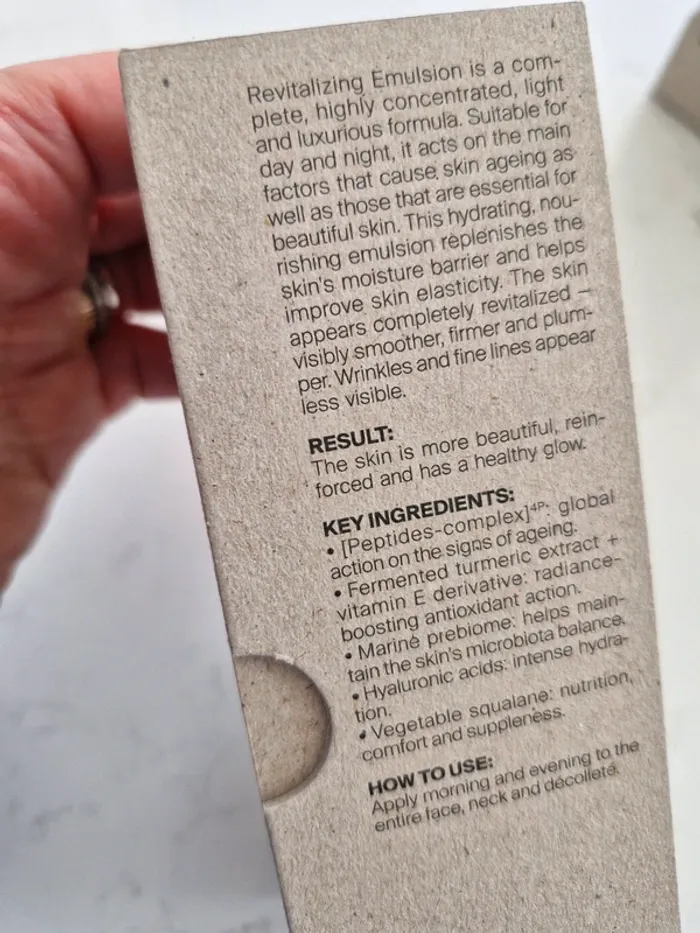 Revitalizing Emulsion is a com-
plete, highly concentrated, light
and luxurious formula. Suitable for
day and night, it acts on the main
factors that cause skin ageing as
well as those that are essential for
beautiful skin. This hydrating, nou-
rishing emulsion replenishes the
skin's moisture barrier and helps
improve skin elasticity. The skin
appears completely revitalized –
visibly smoother, firmer and plum-
per. Wrinkles and fine lines appear
less visible.
RESULT:
The skin is more beautiful, rein-
forced and has a healthy glow.
KEY INGREDIENTS:
• [Peptides-complex]⁴ᴾ: global
action on the signs of ageing.
• Fermented turmeric extract +
vitamin E derivative: radiance-
boosting antioxidant action.
• Marine prebiome: helps main-
tain the skin's microbiota balance.
• Hyaluronic acids: intense hydra-
tion.
• Vegetable squalane: nutrition,
comfort and suppleness.
HOW TO USE:
Apply morning and evening to the
entire face, neck and décolleté.